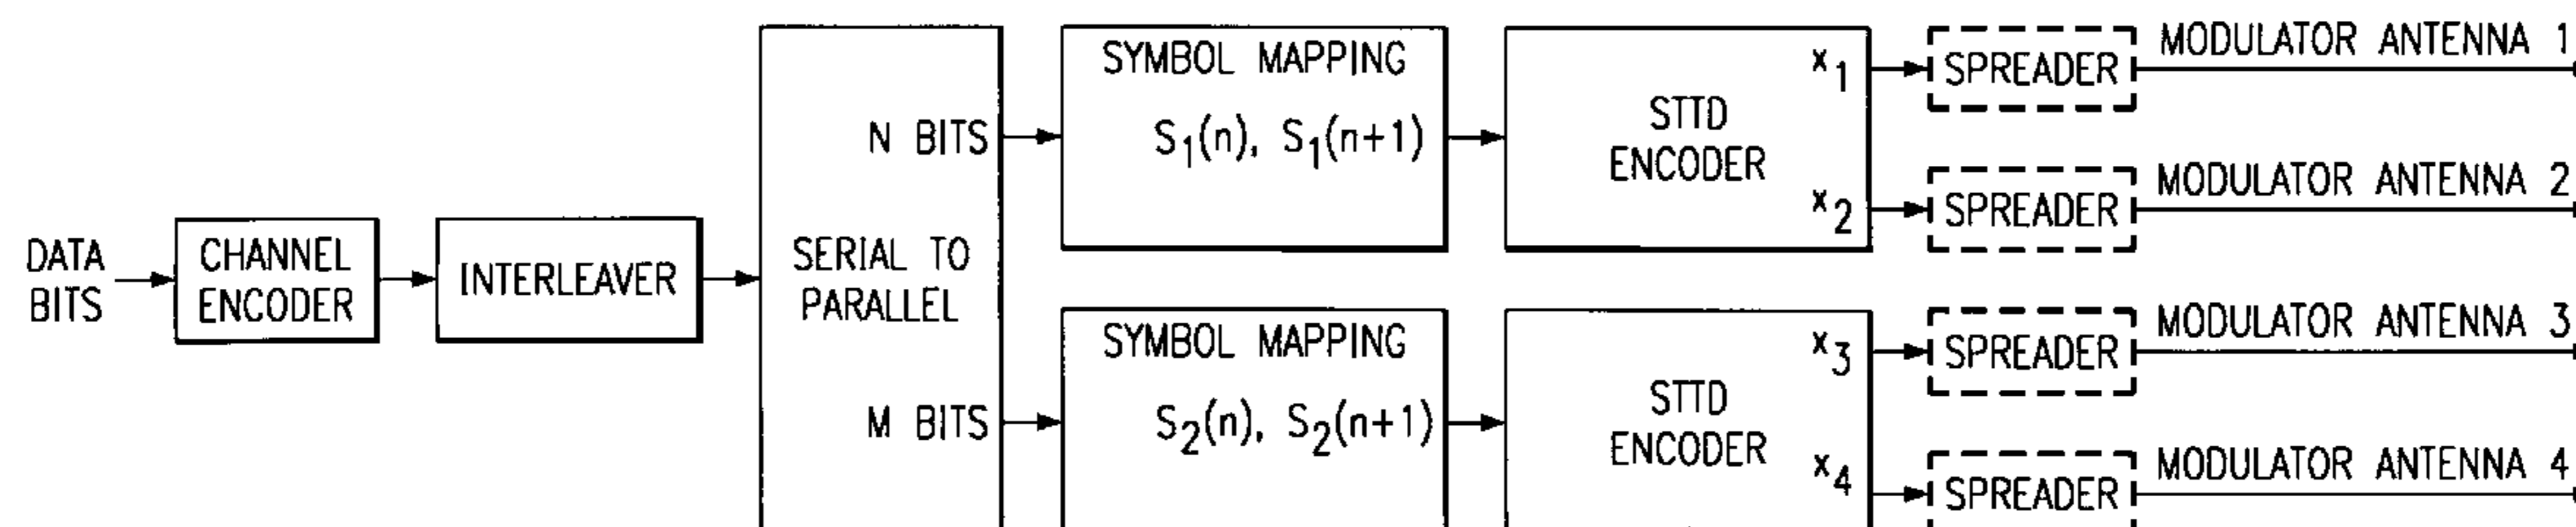 DATA
BITS
CHANNEL
ENCODER
INTERLEAVER
SERIAL TO
PARALLEL
N BITS
M BITS
SYMBOL MAPPING
S1(n), S1(n+1)
STTD
ENCODER
x1
x2
SPREADER
MODULATOR ANTENNA 1
SPREADER
MODULATOR ANTENNA 2
SYMBOL MAPPING
S2(n), S2(n+1)
STTD
ENCODER
x3
x4
SPREADER
MODULATOR ANTENNA 3
SPREADER
MODULATOR ANTENNA 4